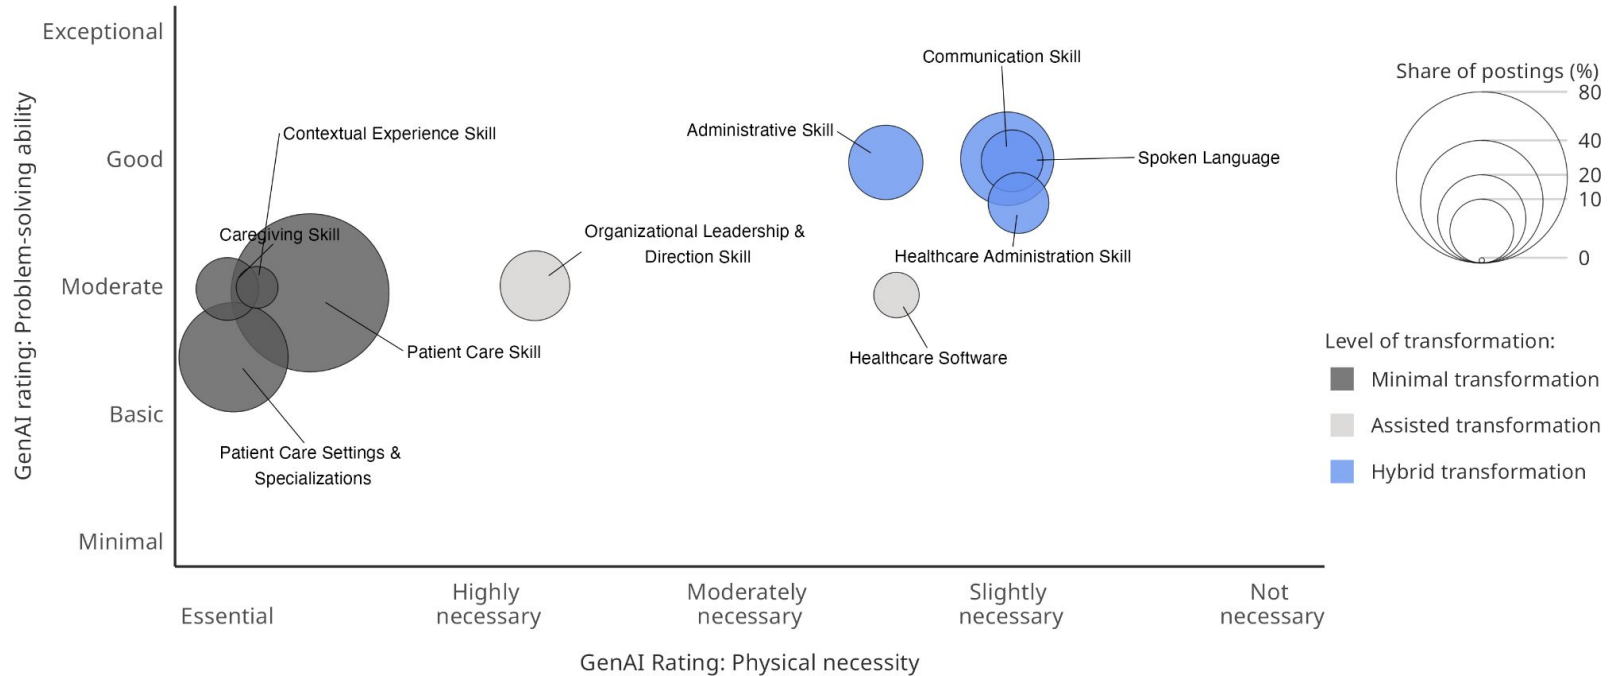 Exceptional
Good
Moderate
Basic
Minimal
GenAI rating: Problem-solving ability
Communication Skill
Administrative Skill
Contextual Experience Skill
Spoken Language
Caregiving Skill
Organizational Leadership &
Direction Skill
Healthcare Administration Skill
Patient Care Skill
Healthcare Software
Patient Care Settings &
Specializations
Essential
Highly
necessary
Moderately
necessary
Slightly
necessary
Not
necessary
GenAI Rating: Physical necessity
Share of postings (%)
80
40
20
10
0
Level of transformation:
Minimal transformation
Assisted transformation
Hybrid transformation